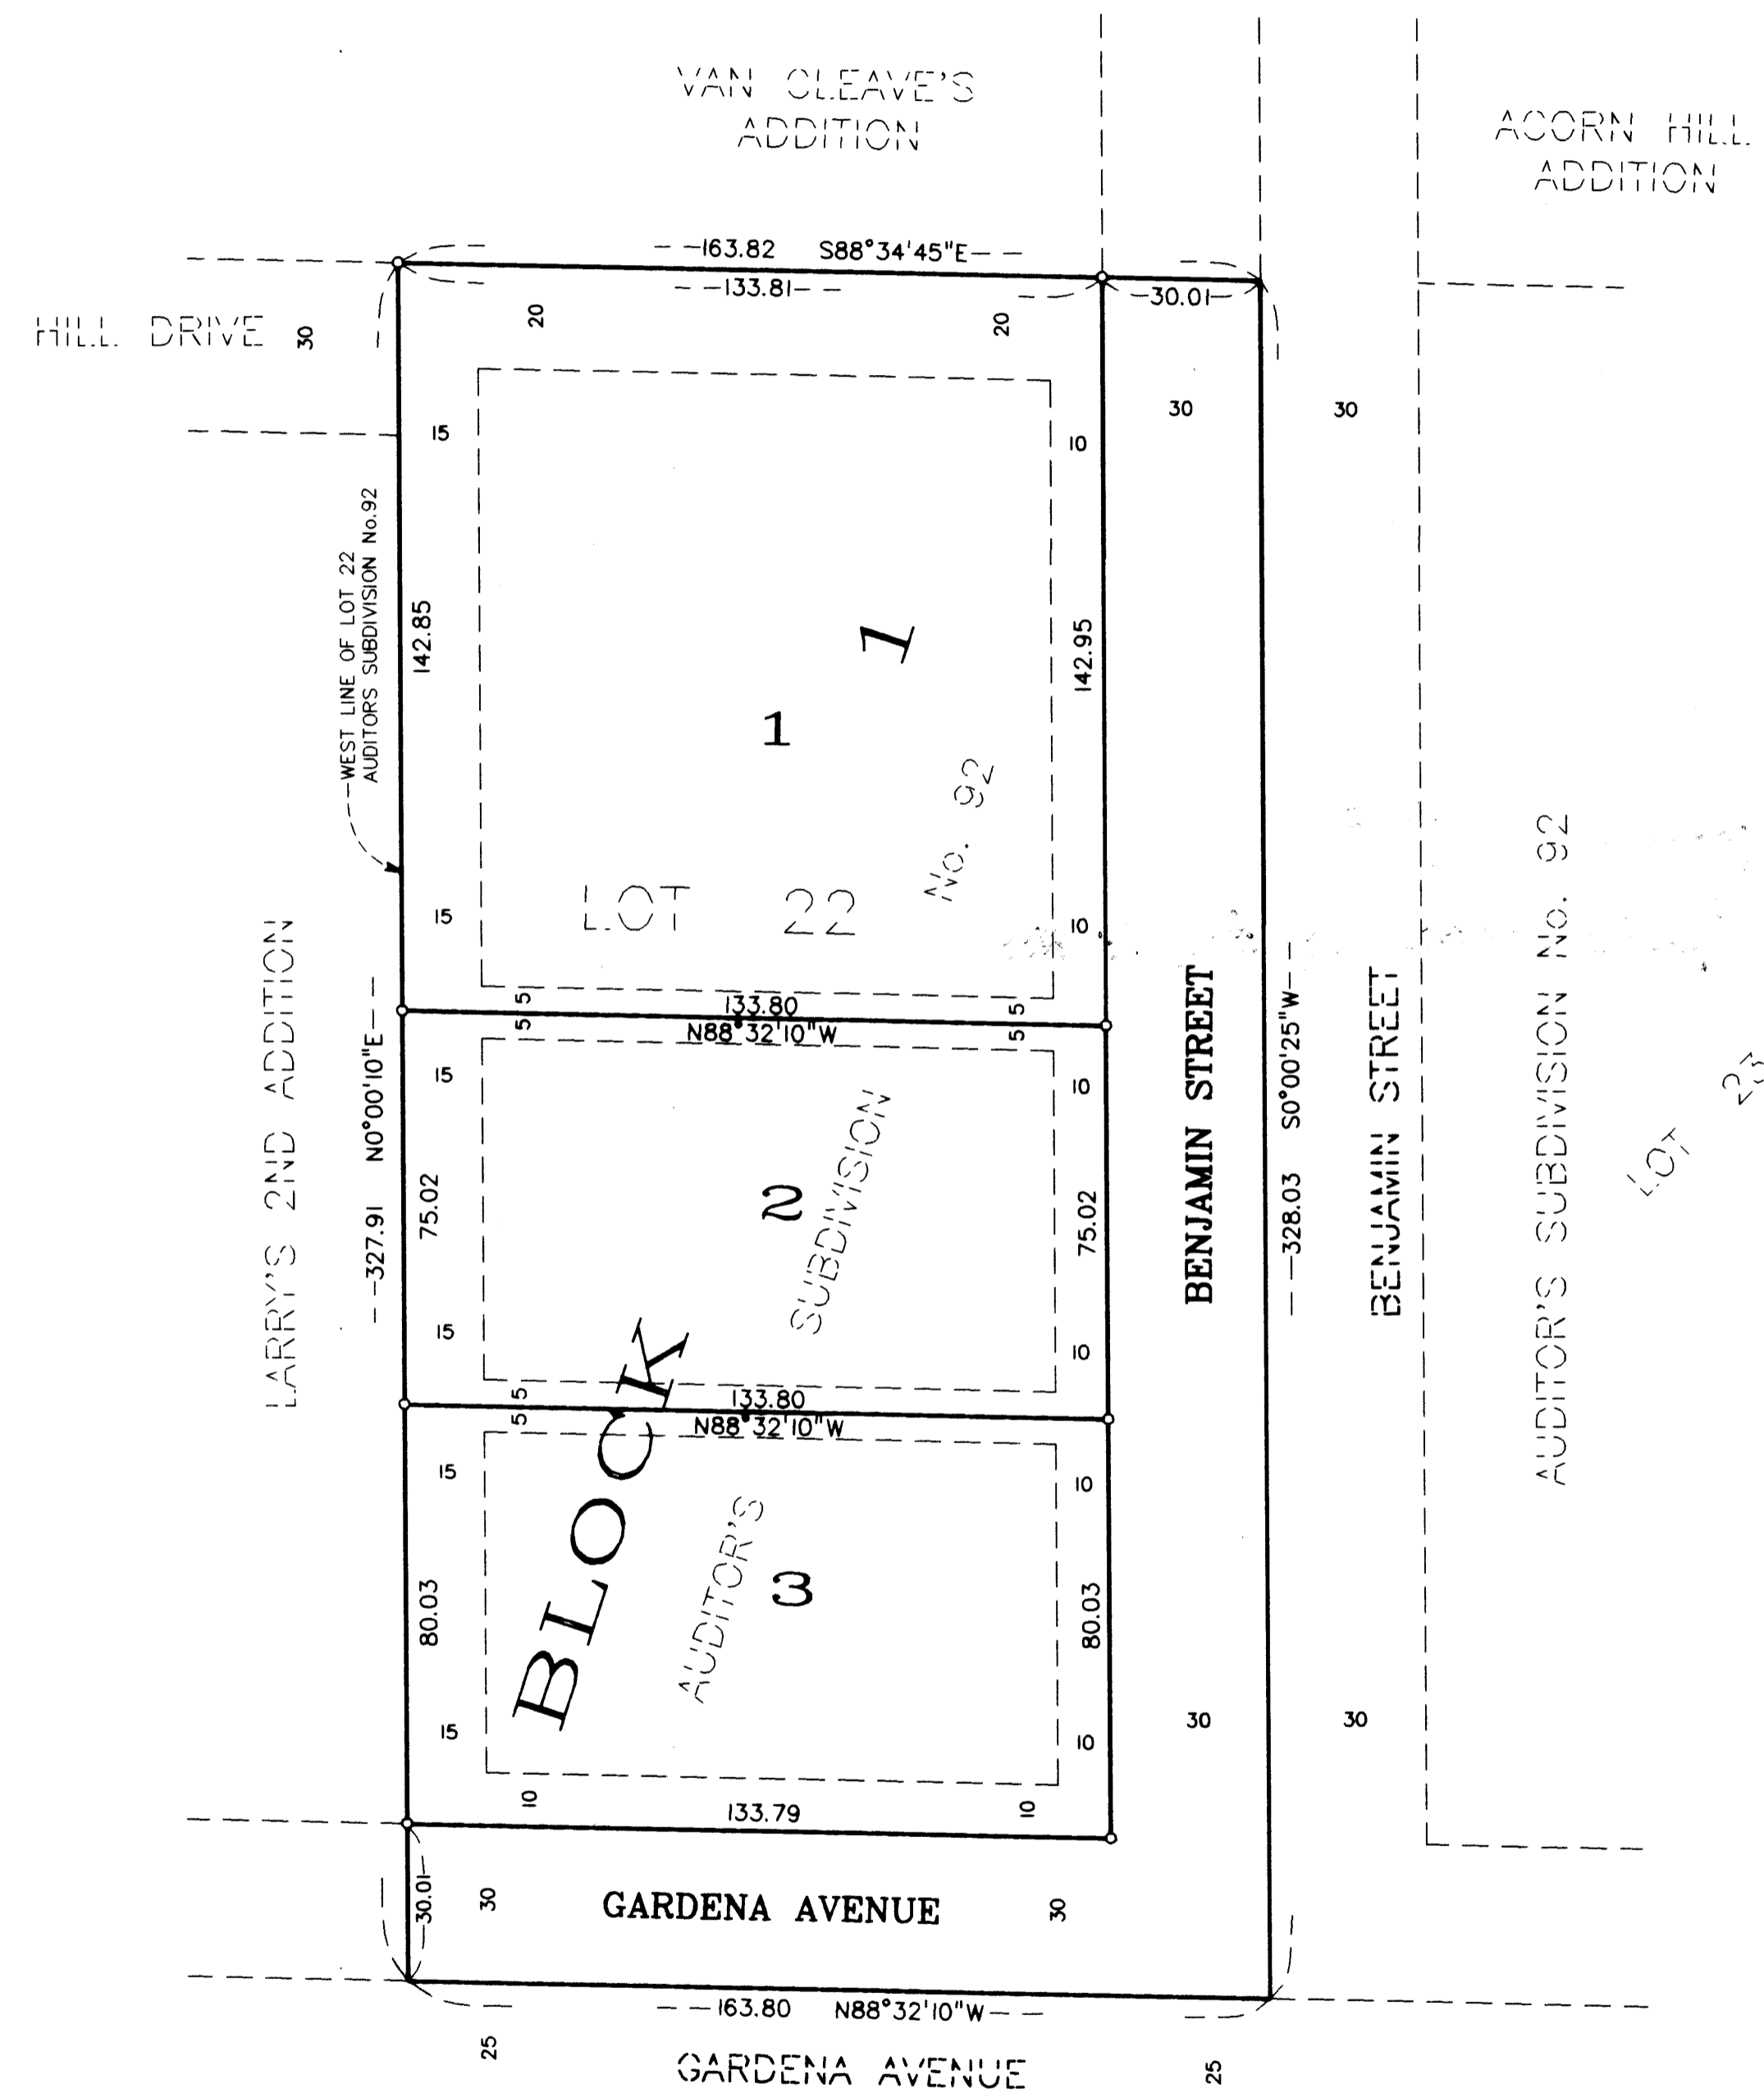 VAN CLEAVE'S
ADDITION
ACORN HILL
ADDITION
163.82 S88°34'45"E
133.81
30.01
HILL DRIVE
30
20
20
30
30
15
10
WEST LINE OF LOT 22
AUDITORS SUBDIVISION No.92
142.85
142.95
1
1
No. 92
LOT 22
15
10
AUDITOR'S SUBDIVISION No. 92
LOT 23
LARRY'S 2ND ADDITION
327.91 N0°00'10"E
5
133.80
5
5
N88°32'10"W
5
15
10
BENJAMIN STREET
328.03 S0°00'25"W
BENJAMIN STREET
75.02
2
SUBDIVISION
75.02
15
10
5
133.80
5
N88°32'10"W
15
10
BLOCK
AUDITOR'S
3
80.03
80.03
15
10
30
30
10
133.79
10
30.01
30
GARDENA AVENUE
30
163.80 N88°32'10"W
25
GARDENA AVENUE
25